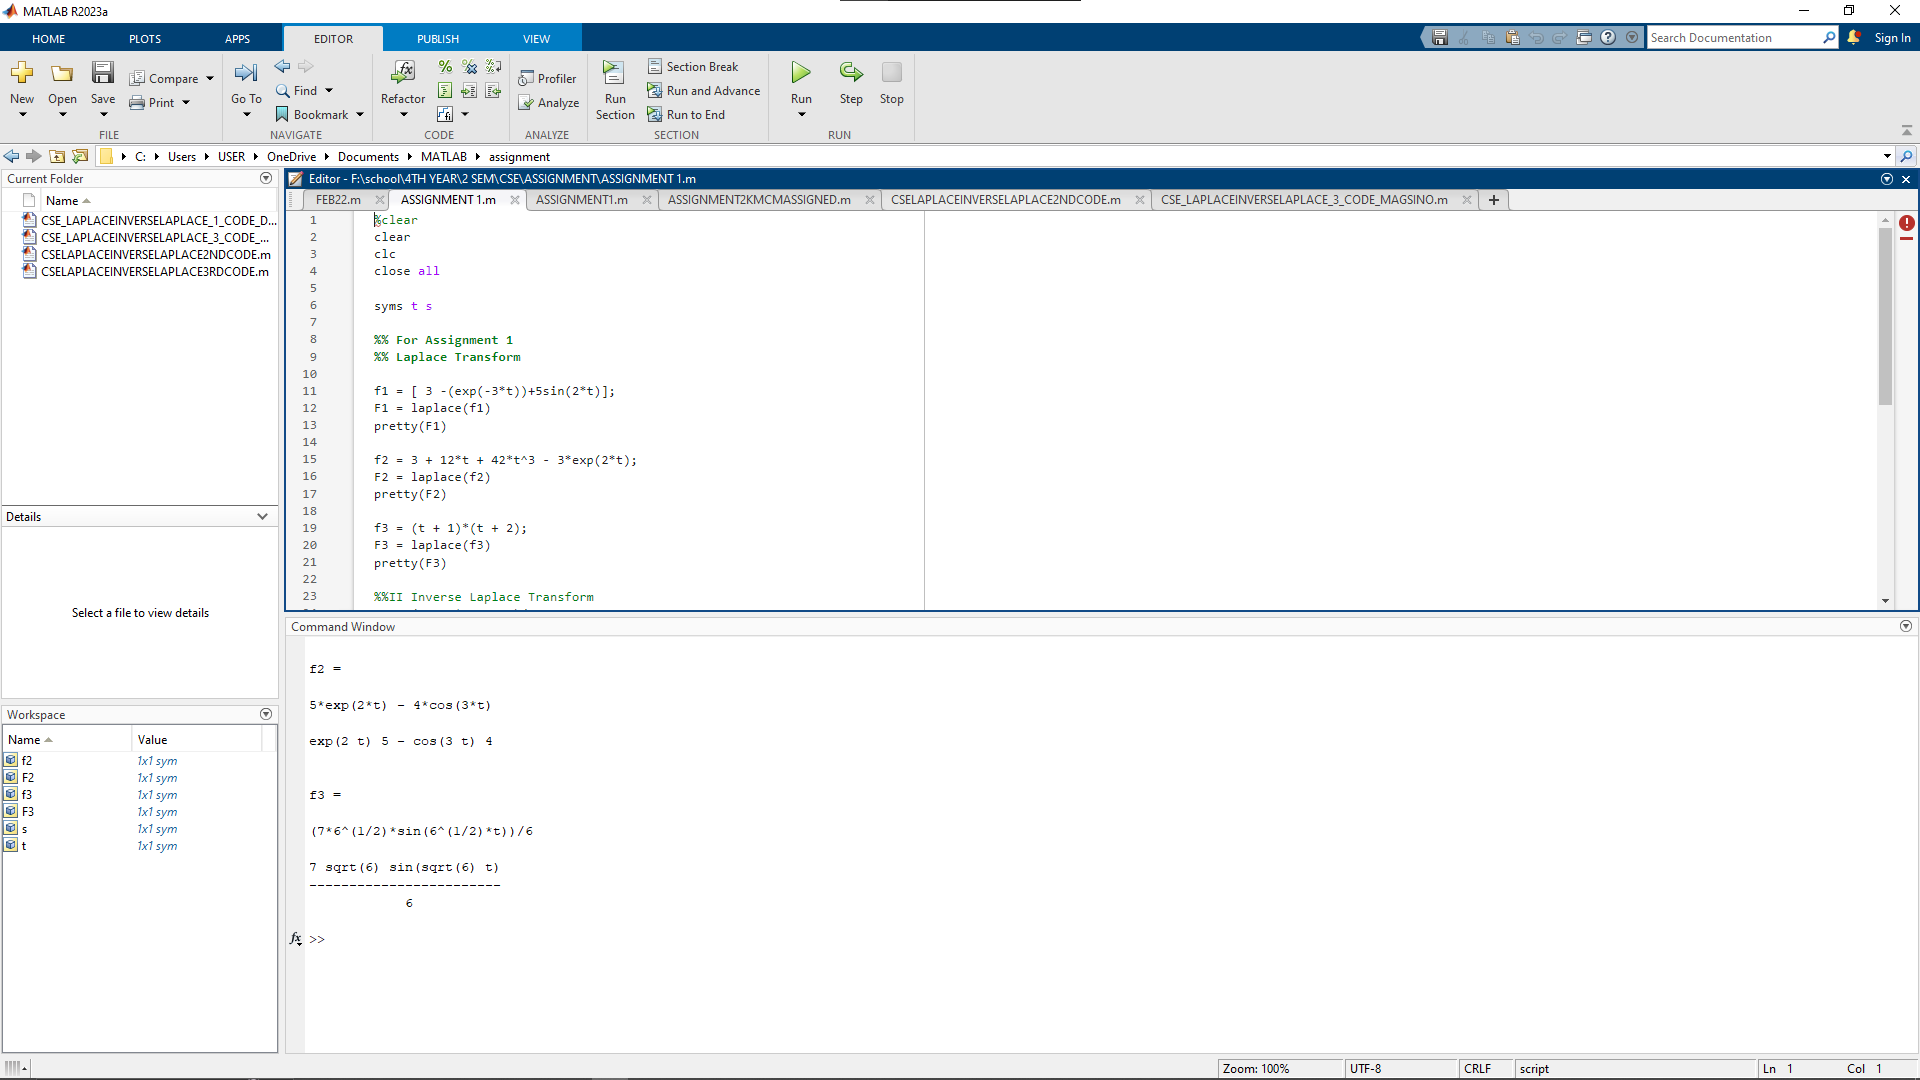 MATLAB R2023a
HOME PLOTS APPS EDITOR PUBLISH VIEW
Search Documentation
Sign In
New
Open
Save
Compare
Print
FILE
Go To
Find
Bookmark
NAVIGATE
Refactor
CODE
Profiler
Analyze
ANALYZE
Run
Section
Section Break
Run and Advance
Run to End
SECTION
Run
Step
Stop
RUN
C: Users USER OneDrive Documents MATLAB assignment
Current Folder
Name
CSE_LAPLACEINVERSELAPLACE_1_CODE_D...
CSE_LAPLACEINVERSELAPLACE_3_CODE_...
CSELAPLACEINVERSELAPLACE2NDCODE.m
CSELAPLACEINVERSELAPLACE3RDCODE.m
Details
Select a file to view details
Workspace
Name Value
f2 1x1 sym
F2 1x1 sym
f3 1x1 sym
F3 1x1 sym
s 1x1 sym
t 1x1 sym
Editor - F:\school\4TH YEAR\2 SEM\CSE\ASSIGNMENT\ASSIGNMENT 1.m
FEB22.m ASSIGNMENT 1.m ASSIGNMENT1.m ASSIGNMENT2KMCMASSIGNED.m CSELAPLACEINVERSELAPLACE2NDCODE.m CSE_LAPLACEINVERSELAPLACE_3_CODE_MAGSINO.m
1 %clear
2 clear
3 clc
4 close all
5
6 syms t s
7
8 %% For Assignment 1
9 %% Laplace Transform
10
11 f1 = [ 3 -(exp(-3*t))+5sin(2*t)];
12 F1 = laplace(f1)
13 pretty(F1)
14
15 f2 = 3 + 12*t + 42*t^3 - 3*exp(2*t);
16 F2 = laplace(f2)
17 pretty(F2)
18
19 f3 = (t + 1)*(t + 2);
20 F3 = laplace(f3)
21 pretty(F3)
22
23 %%II Inverse Laplace Transform
Command Window
f2 =
5*exp(2*t) - 4*cos(3*t)
exp(2 t) 5 - cos(3 t) 4
f3 =
(7*6^(1/2)*sin(6^(1/2)*t))/6
7 sqrt(6) sin(sqrt(6) t)
------------------------
6
fx >>
Zoom: 100% UTF-8 CRLF script Ln 1 Col 1